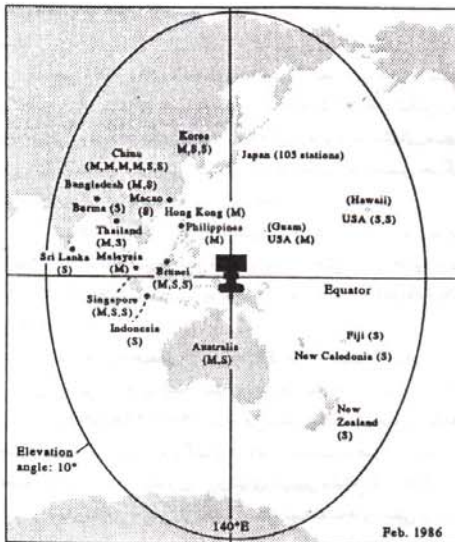 Korea
M,S,S
China
(M,M,M,M,S,S)
Japan (103 stations)
Bangladesh (M,S)
Burma (S)
Macao
(S)
Hong Kong (M)
Philippines
(M)
(Hawaii)
USA (S,S)
(Guam)
USA (M)
Thailand
(M,S)
Sri Lanka
(S)
Malaysia
(M)
Brunei
(M,S,S)
Equator
Singapore
(M,S,S)
Indonesia
(S)
Australia
(M,S)
Fiji (S)
New Caledonia (S)
New
Zealand
(S)
Elevation
angle: 10°
140°E
Feb. 1986